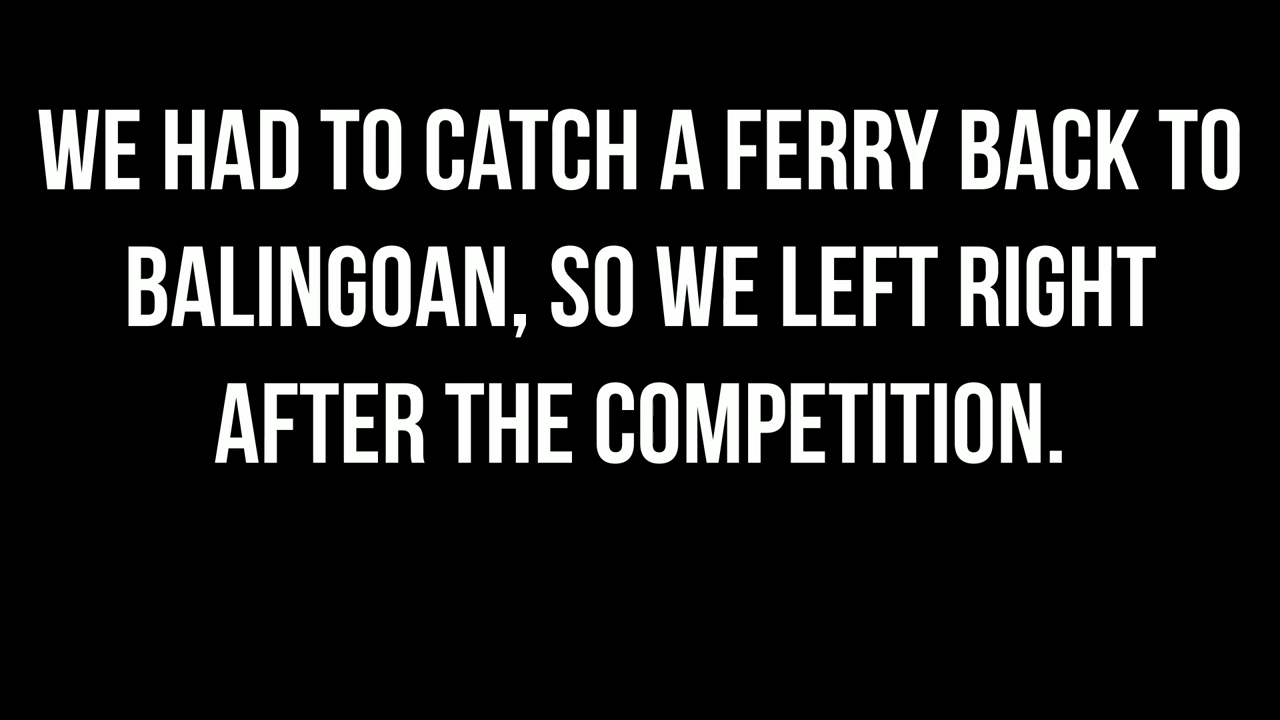 WE HAD TO CATCH A FERRY BACK TO
BALINGOAN, SO WE LEFT RIGHT
AFTER THE COMPETITION.